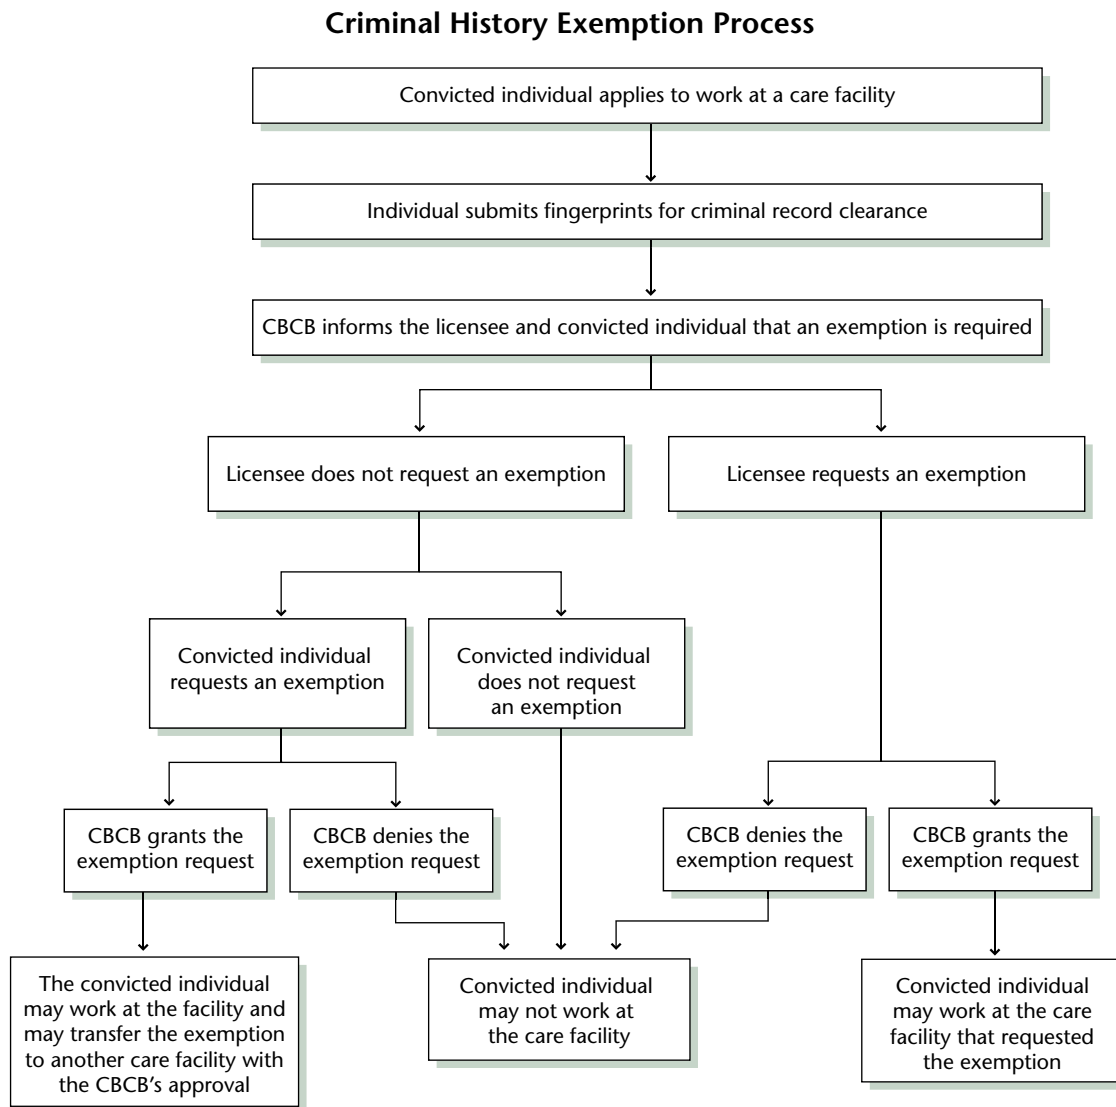 Criminal History Exemption Process
Convicted individual applies to work at a care facility
Individual submits fingerprints for criminal record clearance
CBCB informs the licensee and convicted individual that an exemption is required
Licensee does not request an exemption
Licensee requests an exemption
Convicted individual
requests an exemption
Convicted individual
does not request
an exemption
CBCB grants the
exemption request
CBCB denies the
exemption request
CBCB denies the
exemption request
CBCB grants the
exemption request
The convicted individual
may work at the facility and
may transfer the exemption
to another care facility with
the CBCB's approval
Convicted individual
may not work at
the care facility
Convicted individual
may work at the care
facility that requested
the exemption